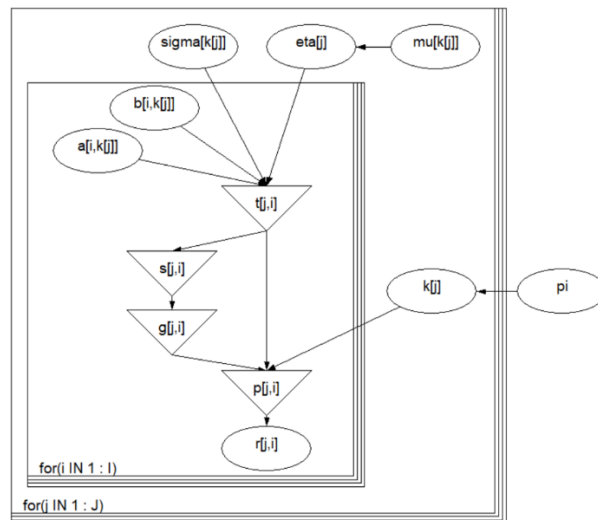 sigma[k[j]]
eta[j]
mu[k[j]]
b[i,k[j]]
a[i,k[j]]
t[j,i]
s[j,i]
k[j]
pi
g[j,i]
p[j,i]
r[j,i]
for(i IN 1 : I)
for(j IN 1 : J)